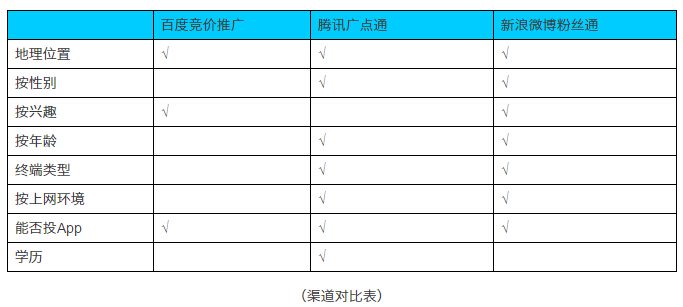 百度竞价推广 腾讯广点通 新浪微博粉丝通
地理位置 √ √ √
按性别 √ √
按兴趣 √ √
按年龄 √ √
终端类型 √ √
按上网环境 √ √
能否投App √ √ √
学历 √
（渠道对比表）